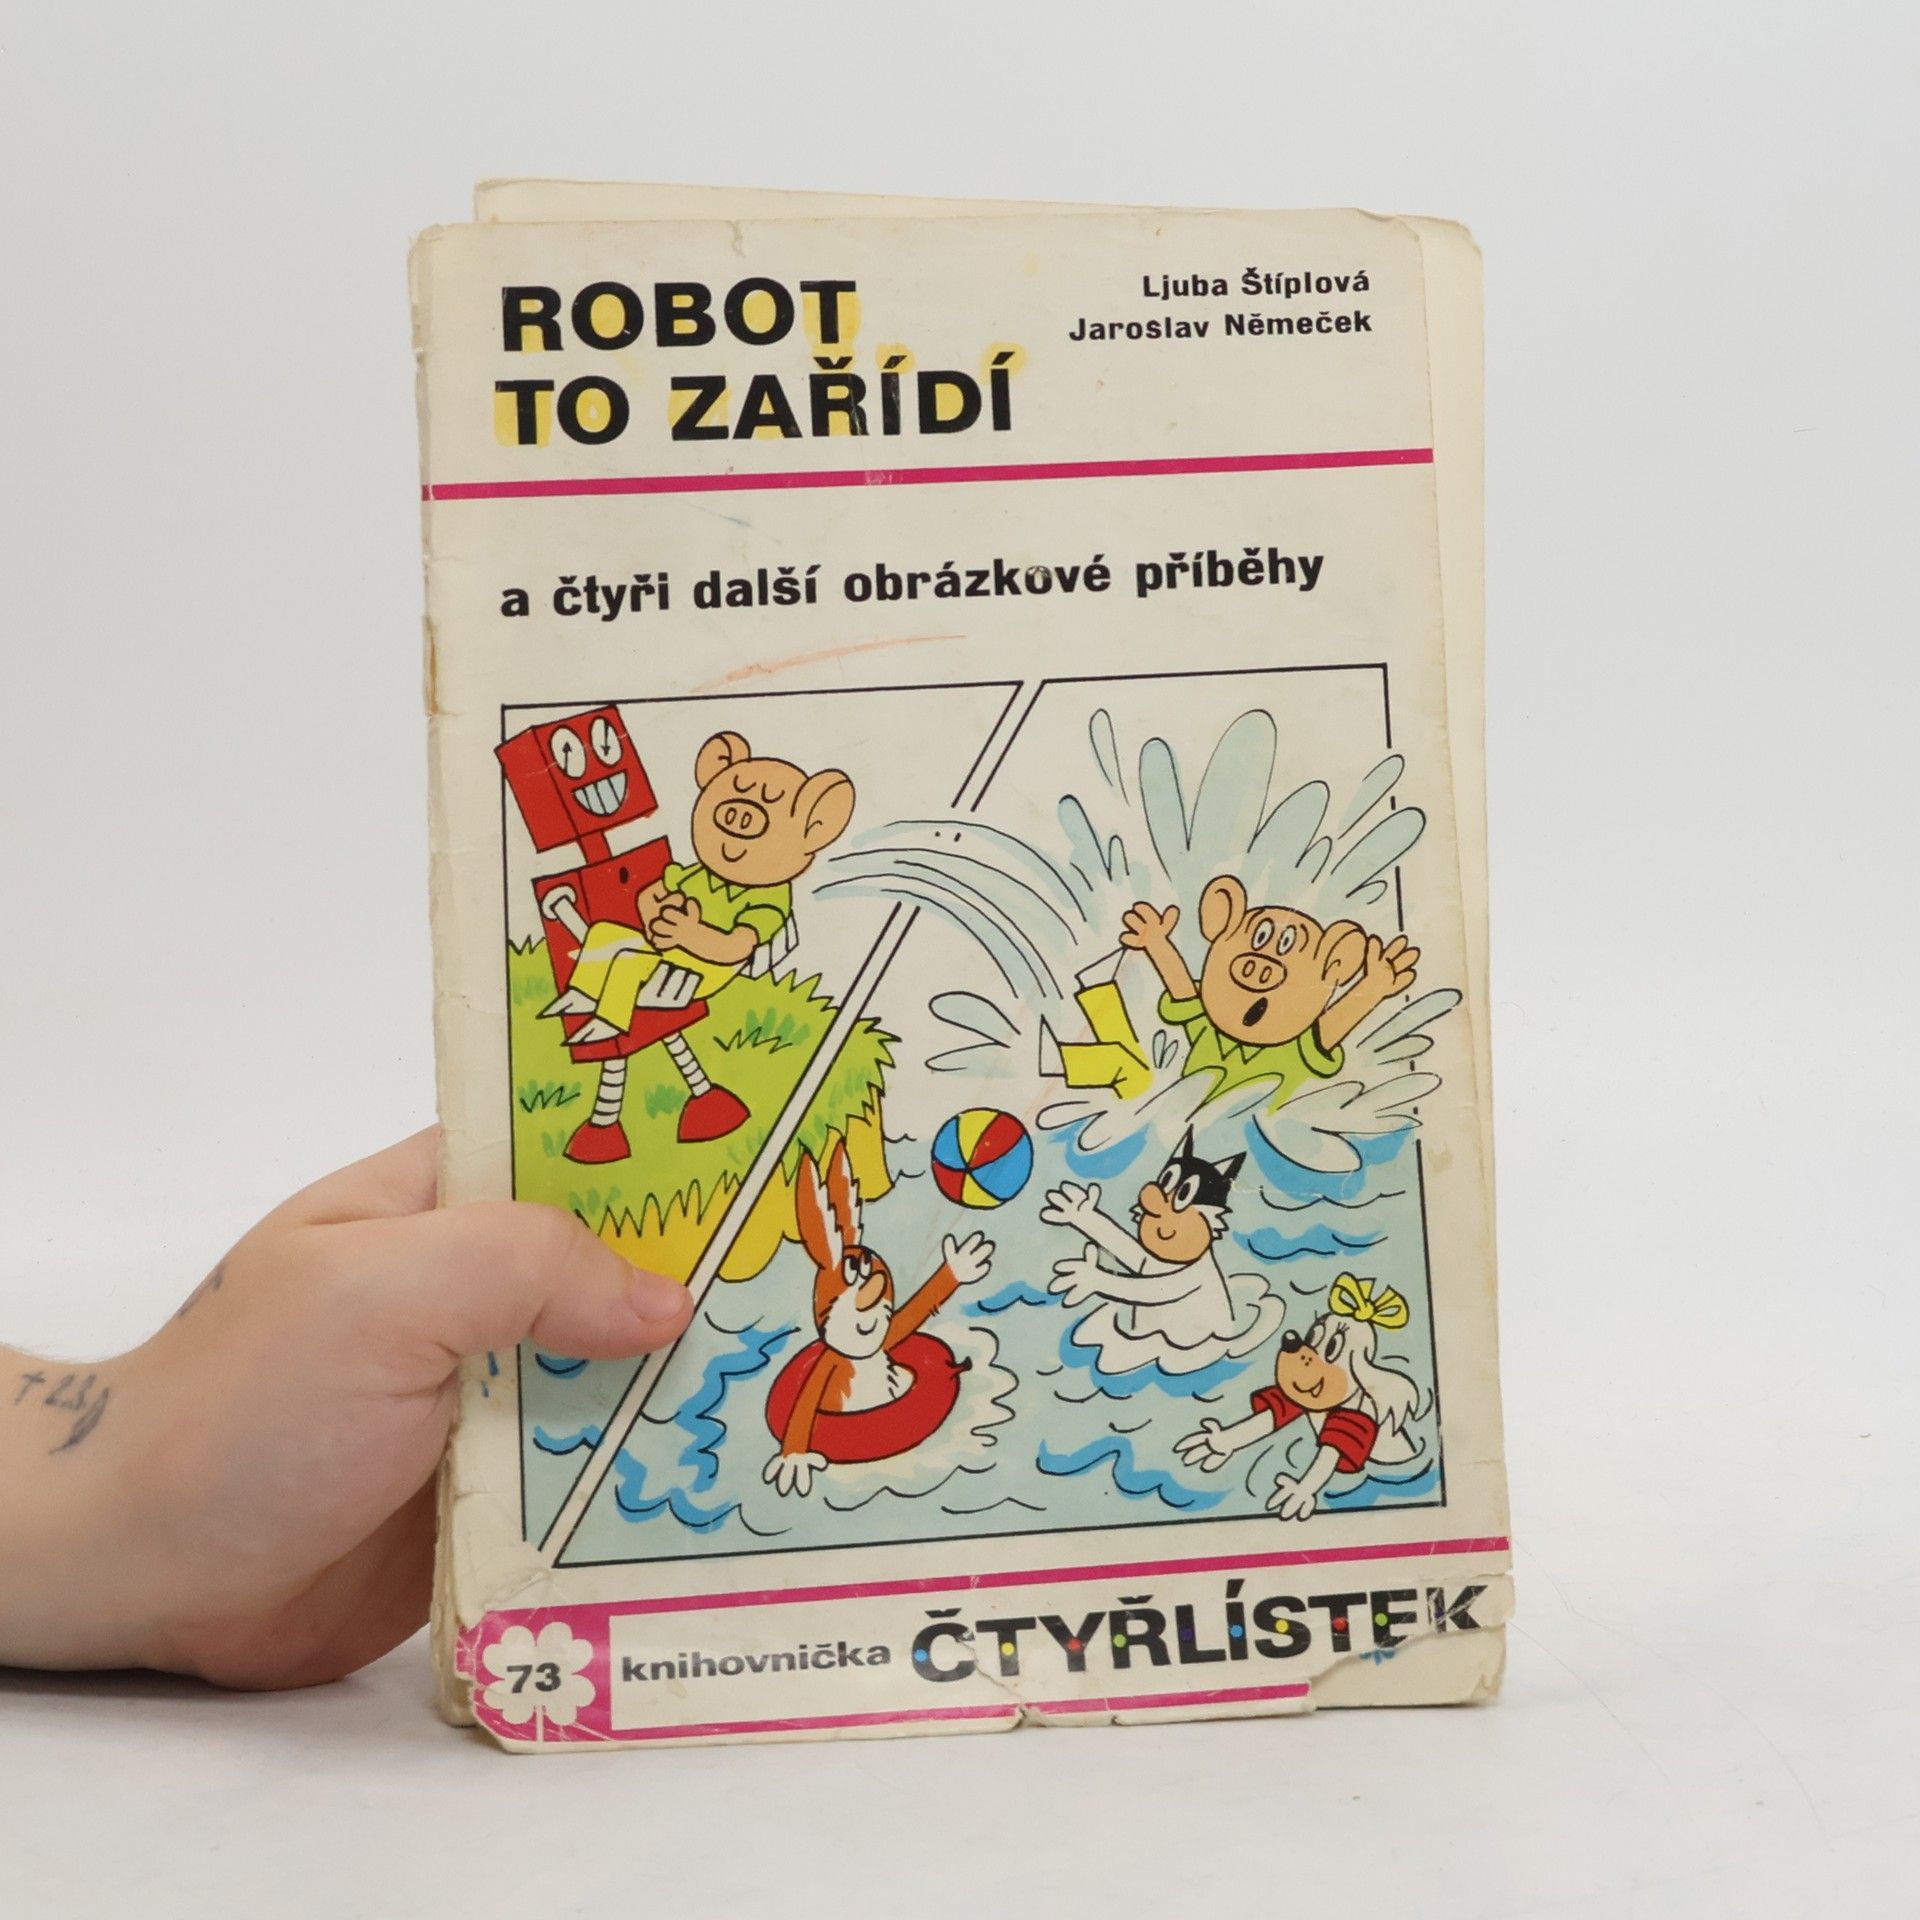 ROBOT
TO ZAŘÍDÍ
Ljuba Štíplová
Jaroslav Němeček
a čtyři další obrázkové příběhy
73
knihovnička ČTYŘLÍSTEK